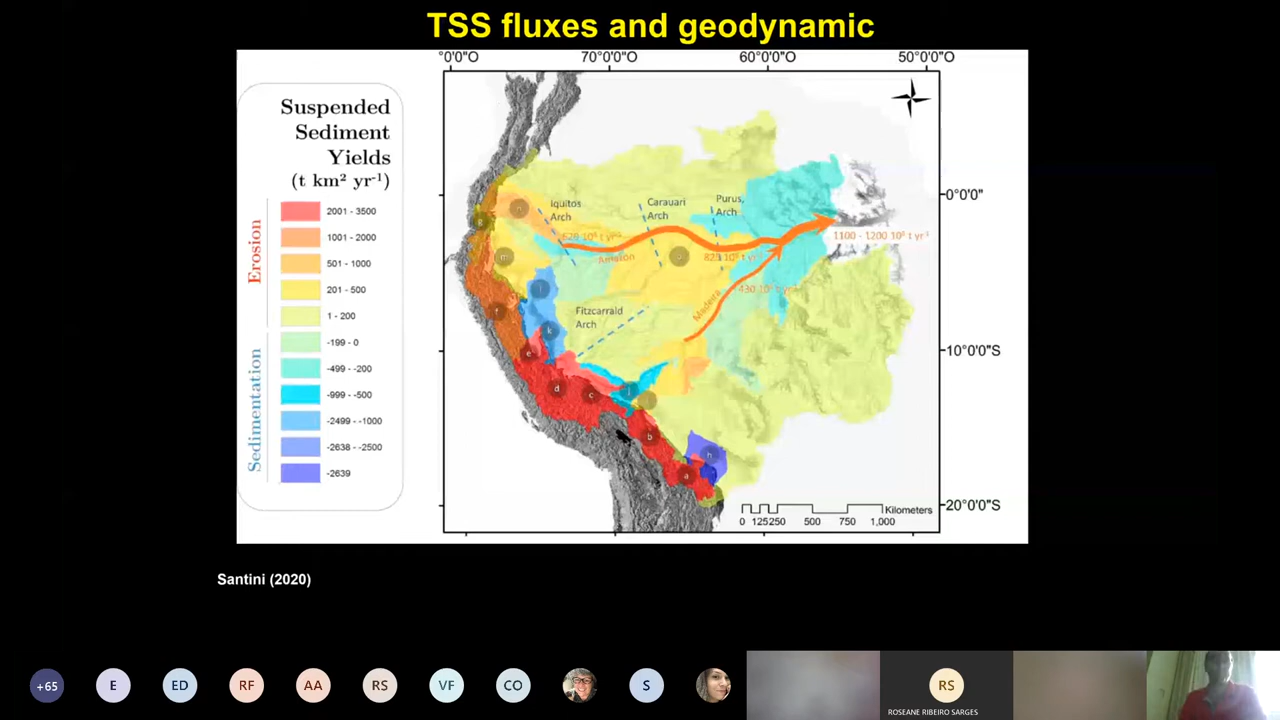 TSS fluxes and geodynamic
°0'0"O 70°0'0"O 60°0'0"O 50°0'0"O
Suspended
Sediment
Yields
(t km² yr⁻¹)
Erosion
2001 - 3500
1001 - 2000
501 - 1000
201 - 500
1 - 200
Sedimentation
-199 - 0
-499 - -200
-999 - -500
-2499 - -1000
-2638 - -2500
-2639
Iquitos
Arch
Carauari
Arch
Purus
Arch
Fitzcarrald
Arch
Amazon
Madeira
1100 - 1200 10⁶ t yr⁻¹
n
g
m
o
l
f
k
e
d
c
j
i
b
h
a
0°0'0"
10°0'0"S
20°0'0"S
Kilometers
0 125 250 500 750 1,000
Santini (2020)
+65
E
ED
RF
AA
RS
VF
CO
S
RS
ROSEANE RIBEIRO SARGES